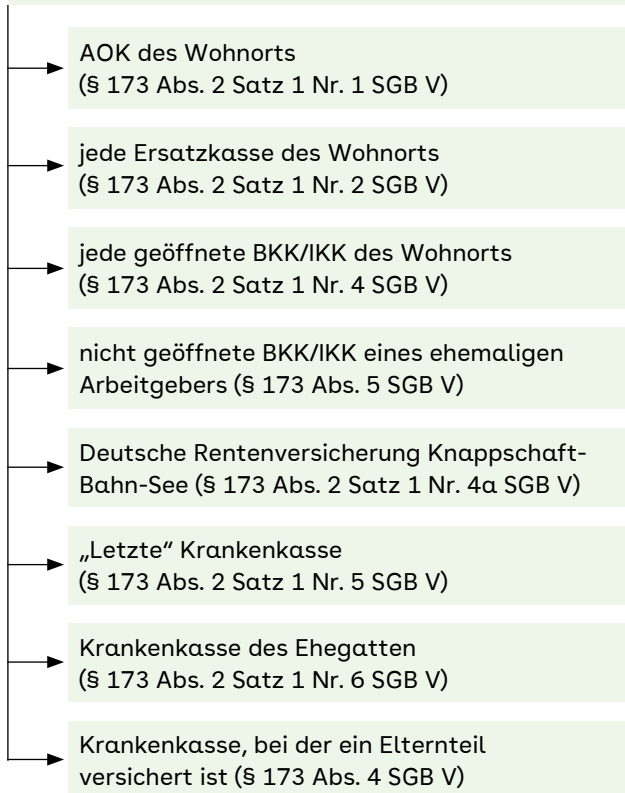 AOK des Wohnorts
(§ 173 Abs. 2 Satz 1 Nr. 1 SGB V)
jede Ersatzkasse des Wohnorts
(§ 173 Abs. 2 Satz 1 Nr. 2 SGB V)
jede geöffnete BKK/IKK des Wohnorts
(§ 173 Abs. 2 Satz 1 Nr. 4 SGB V)
nicht geöffnete BKK/IKK eines ehemaligen
Arbeitgebers (§ 173 Abs. 5 SGB V)
Deutsche Rentenversicherung Knappschaft-
Bahn-See (§ 173 Abs. 2 Satz 1 Nr. 4a SGB V)
„Letzte“ Krankenkasse
(§ 173 Abs. 2 Satz 1 Nr. 5 SGB V)
Krankenkasse des Ehegatten
(§ 173 Abs. 2 Satz 1 Nr. 6 SGB V)
Krankenkasse, bei der ein Elternteil
versichert ist (§ 173 Abs. 4 SGB V)